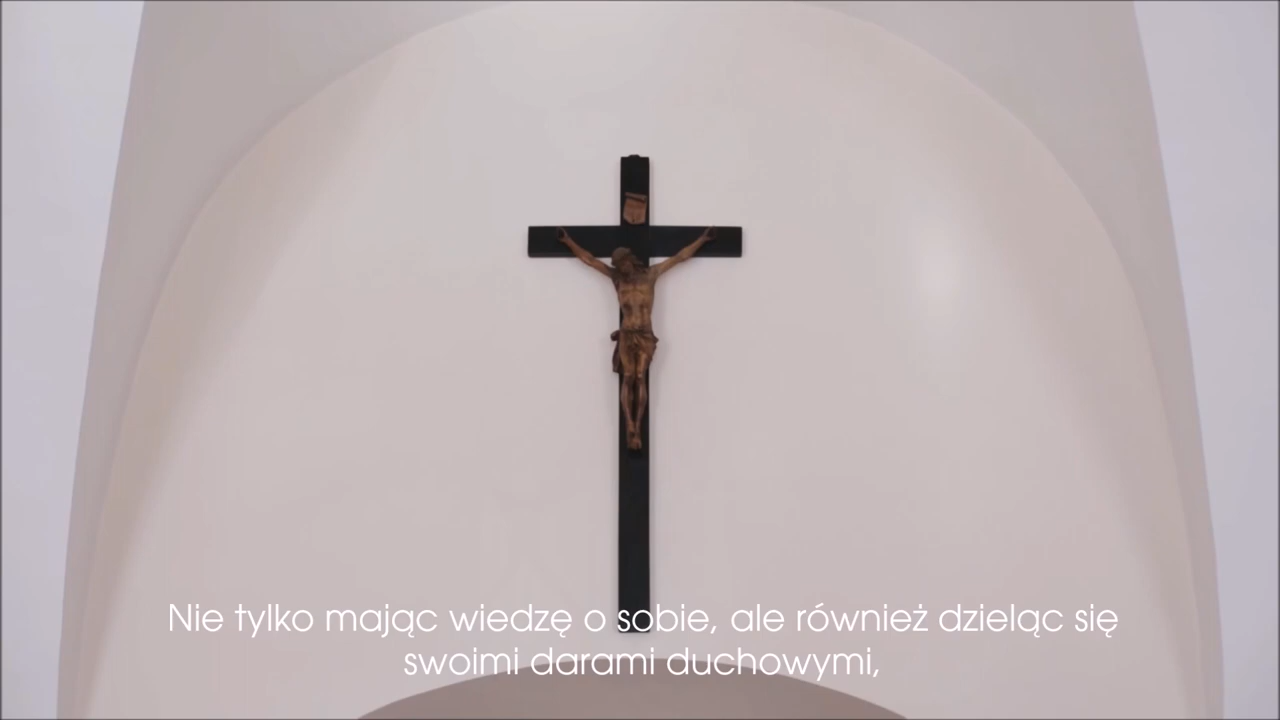 Nie tylko mając wiedzę o sobie, ale również dzieląc się
swoimi darami duchowymi,